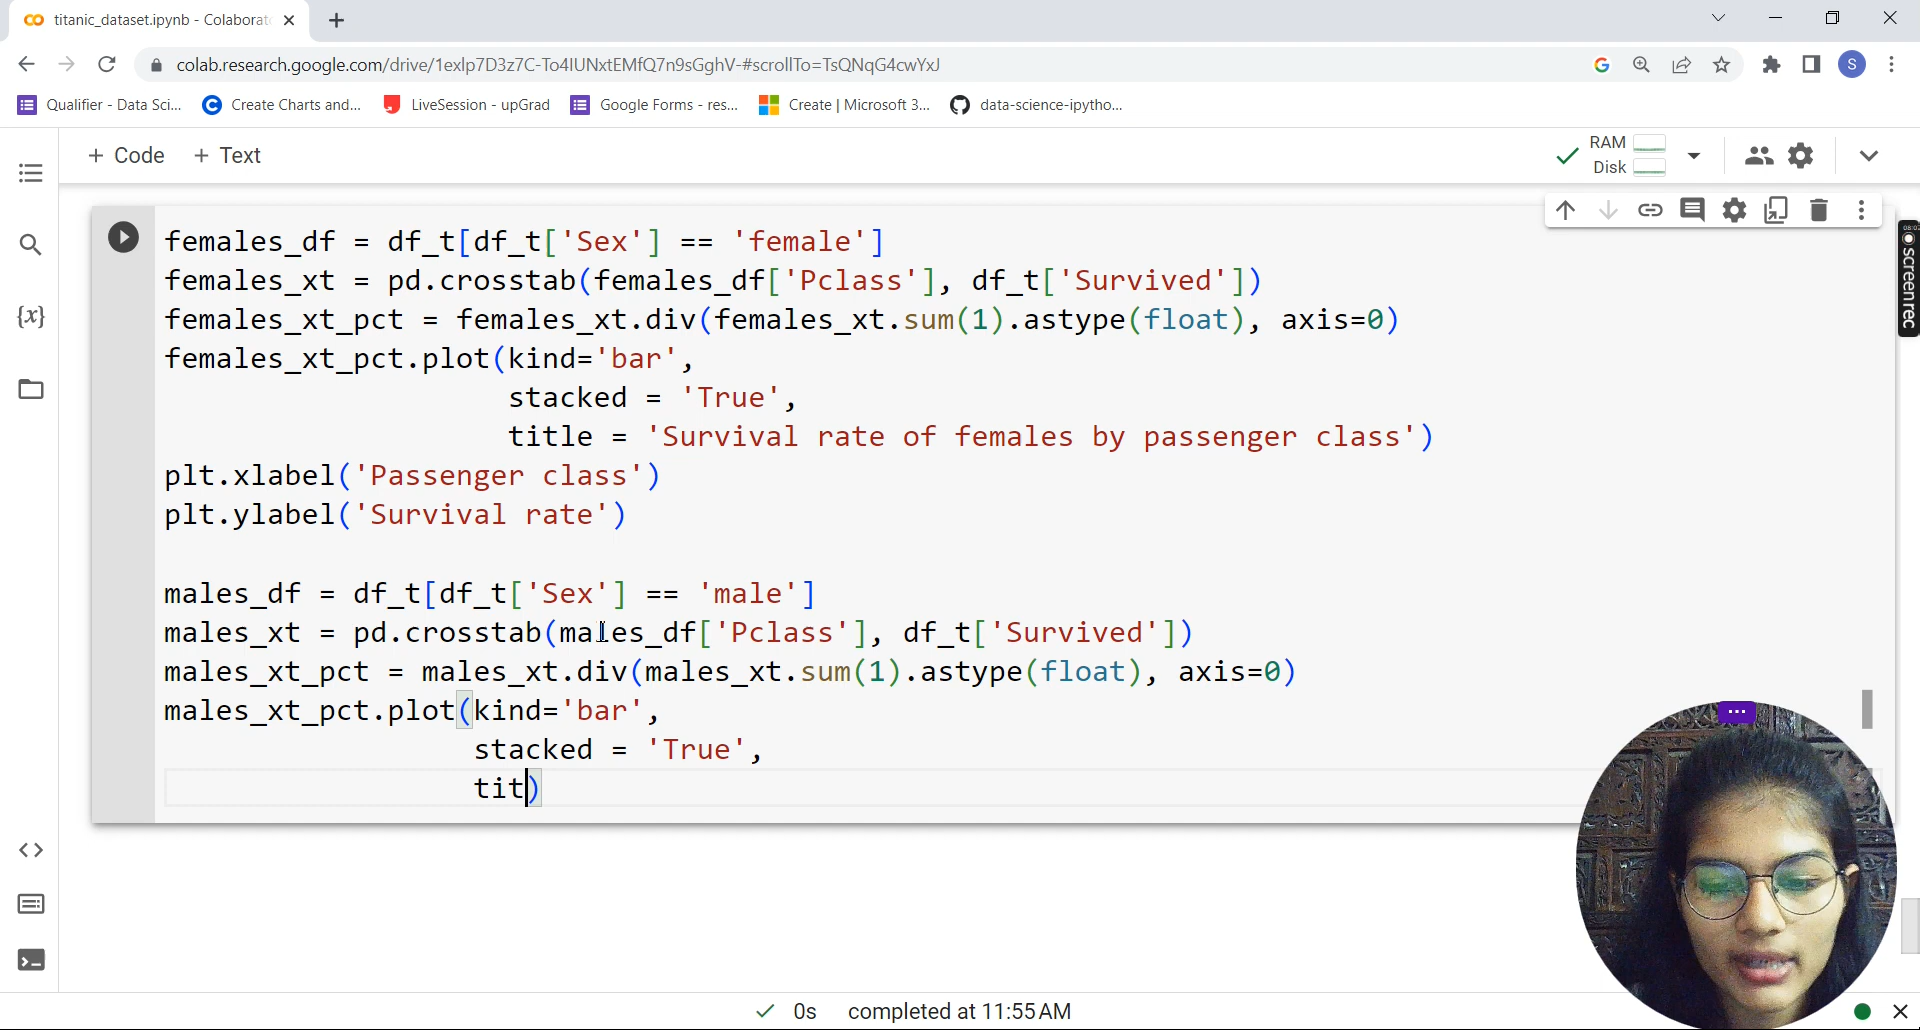 titanic_dataset.ipynb - Colaborat
colab.research.google.com/drive/1exIp7D3z7C-To4IUNxtEMfQ7n9sGghV-#scrollTo=TsQNqG4cwYxJ
S
Qualifier - Data Sci... Create Charts and... LiveSession - upGrad Google Forms - res... Create | Microsoft 3... data-science-ipytho...
+ Code + Text
RAM
Disk
females_df = df_t[df_t['Sex'] == 'female']
females_xt = pd.crosstab(females_df['Pclass'], df_t['Survived'])
females_xt_pct = females_xt.div(females_xt.sum(1).astype(float), axis=0)
females_xt_pct.plot(kind='bar',
stacked = 'True',
title = 'Survival rate of females by passenger class')
plt.xlabel('Passenger class')
plt.ylabel('Survival rate')
males_df = df_t[df_t['Sex'] == 'male']
males_xt = pd.crosstab(males_df['Pclass'], df_t['Survived'])
males_xt_pct = males_xt.div(males_xt.sum(1).astype(float), axis=0)
males_xt_pct.plot(kind='bar',
stacked = 'True',
tit)
screenrec
{x}
0s completed at 11:55 AM